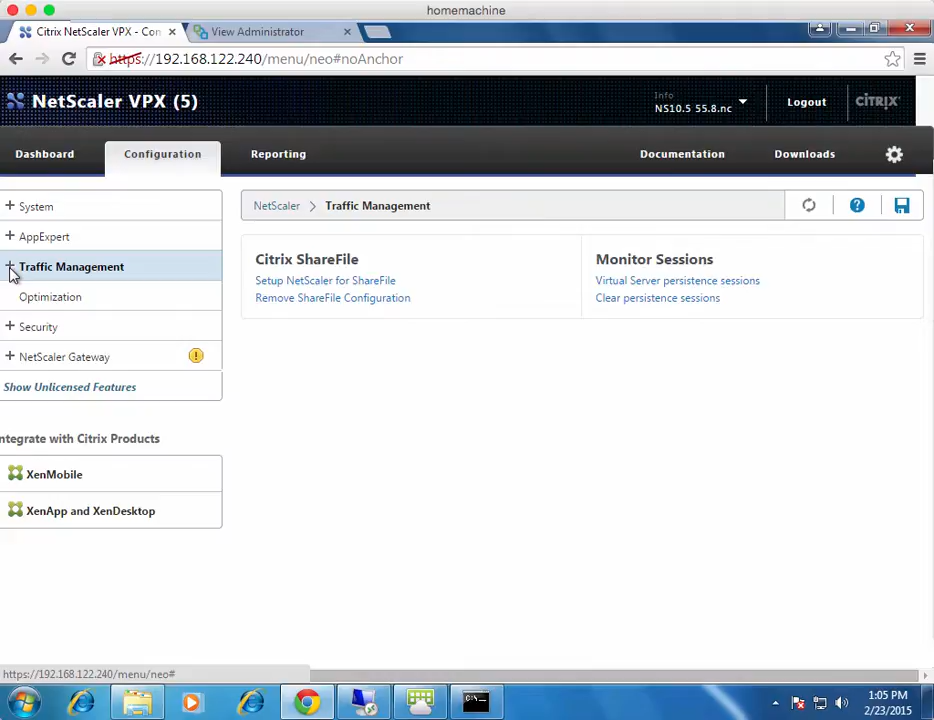 homemachine
Citrix NetScaler VPX - Con
View Administrator
https://192.168.122.240/menu/neo#noAnchor
NetScaler VPX (5)
Info
NS10.5 55.8.nc
Logout
CITRIX
Dashboard
Configuration
Reporting
Documentation
Downloads
+ System
+ AppExpert
+ Traffic Management
Optimization
+ Security
+ NetScaler Gateway
Show Unlicensed Features
ntegrate with Citrix Products
XenMobile
XenApp and XenDesktop
NetScaler > Traffic Management
Citrix ShareFile
Setup NetScaler for ShareFile
Remove ShareFile Configuration
Monitor Sessions
Virtual Server persistence sessions
Clear persistence sessions
https://192.168.122.240/menu/neo#
1:05 PM
2/23/2015